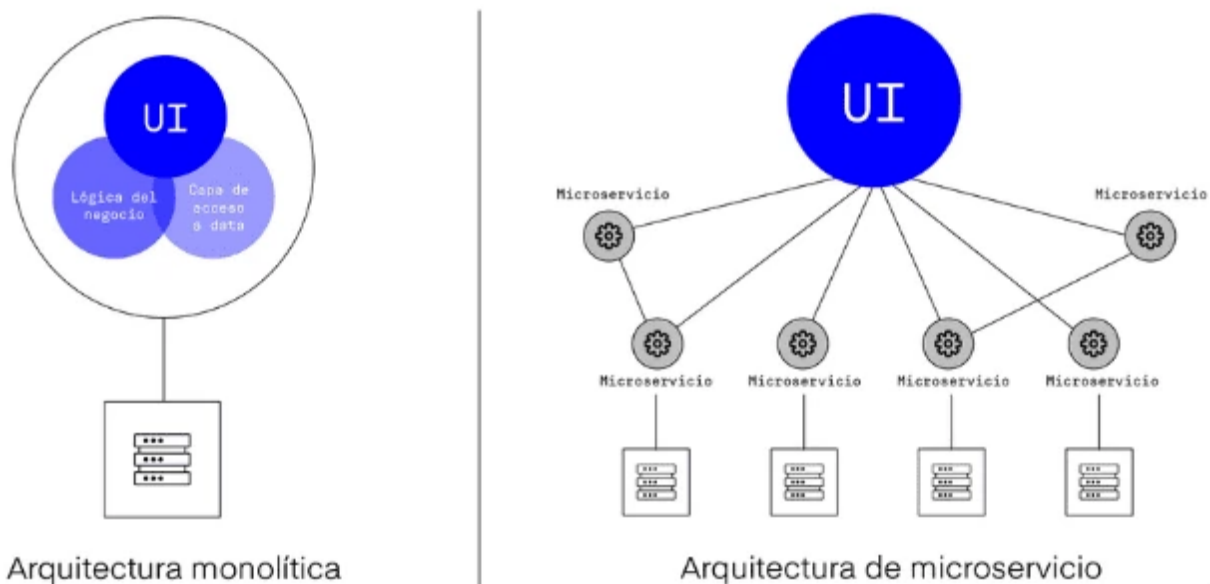 UI
Lógica del
negocio
Capa de
acceso
a data
Arquitectura monolítica
UI
Microservicio
Microservicio
Microservicio
Microservicio
Microservicio
Microservicio
Arquitectura de microservicio